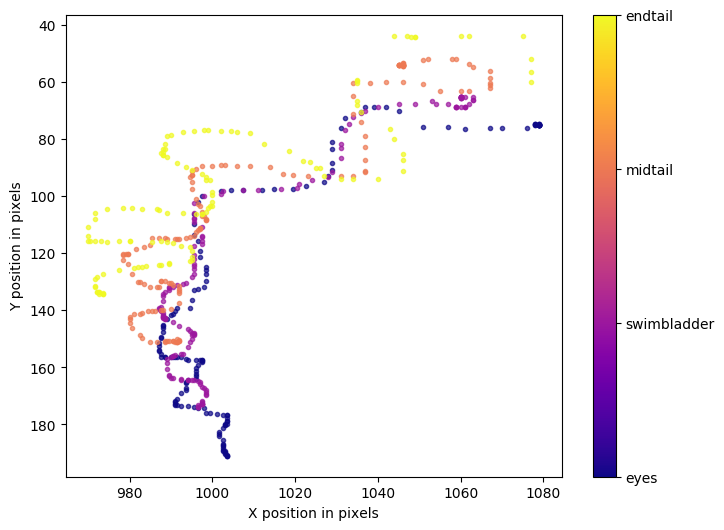 40
60
80
100
120
140
160
180
Y position in pixels
980
1000
1020
1040
1060
1080
X position in pixels
endtail
midtail
swimbladder
eyes